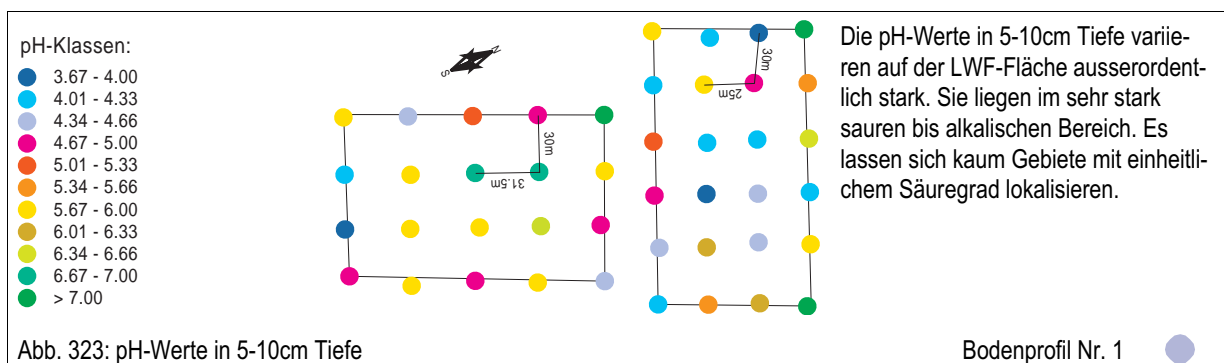 pH-Klassen:
3.67 - 4.00
4.01 - 4.33
4.34 - 4.66
4.67 - 5.00
5.01 - 5.33
5.34 - 5.66
5.67 - 6.00
6.01 - 6.33
6.34 - 6.66
6.67 - 7.00
> 7.00
N
S
30m
31.5m
30m
25m
Die pH-Werte in 5-10cm Tiefe variie-
ren auf der LWF-Fläche ausserordent-
lich stark. Sie liegen im sehr stark
sauren bis alkalischen Bereich. Es
lassen sich kaum Gebiete mit einheitli-
chem Säuregrad lokalisieren.
Abb. 323: pH-Werte in 5-10cm Tiefe
Bodenprofil Nr. 1